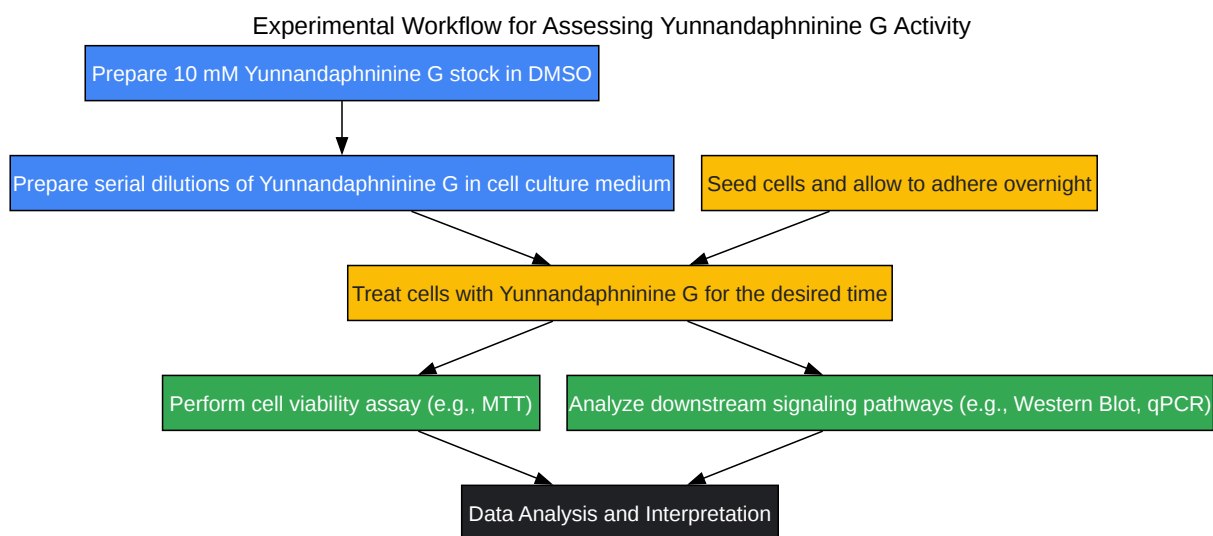 Experimental Workflow for Assessing Yunnandaphninine G Activity
Prepare 10 mM Yunnandaphninine G stock in DMSO
Prepare serial dilutions of Yunnandaphninine G in cell culture medium
Seed cells and allow to adhere overnight
Treat cells with Yunnandaphninine G for the desired time
Perform cell viability assay (e.g., MTT)
Analyze downstream signaling pathways (e.g., Western Blot, qPCR)
Data Analysis and Interpretation